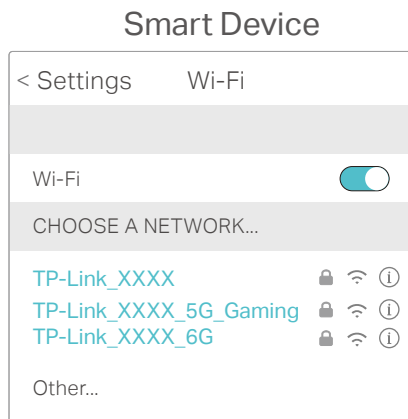 Smart Device
< Settings Wi-Fi
Wi-Fi
CHOOSE A NETWORK...
TP-Link_XXXX
TP-Link_XXXX_5G_Gaming
TP-Link_XXXX_6G
Other...